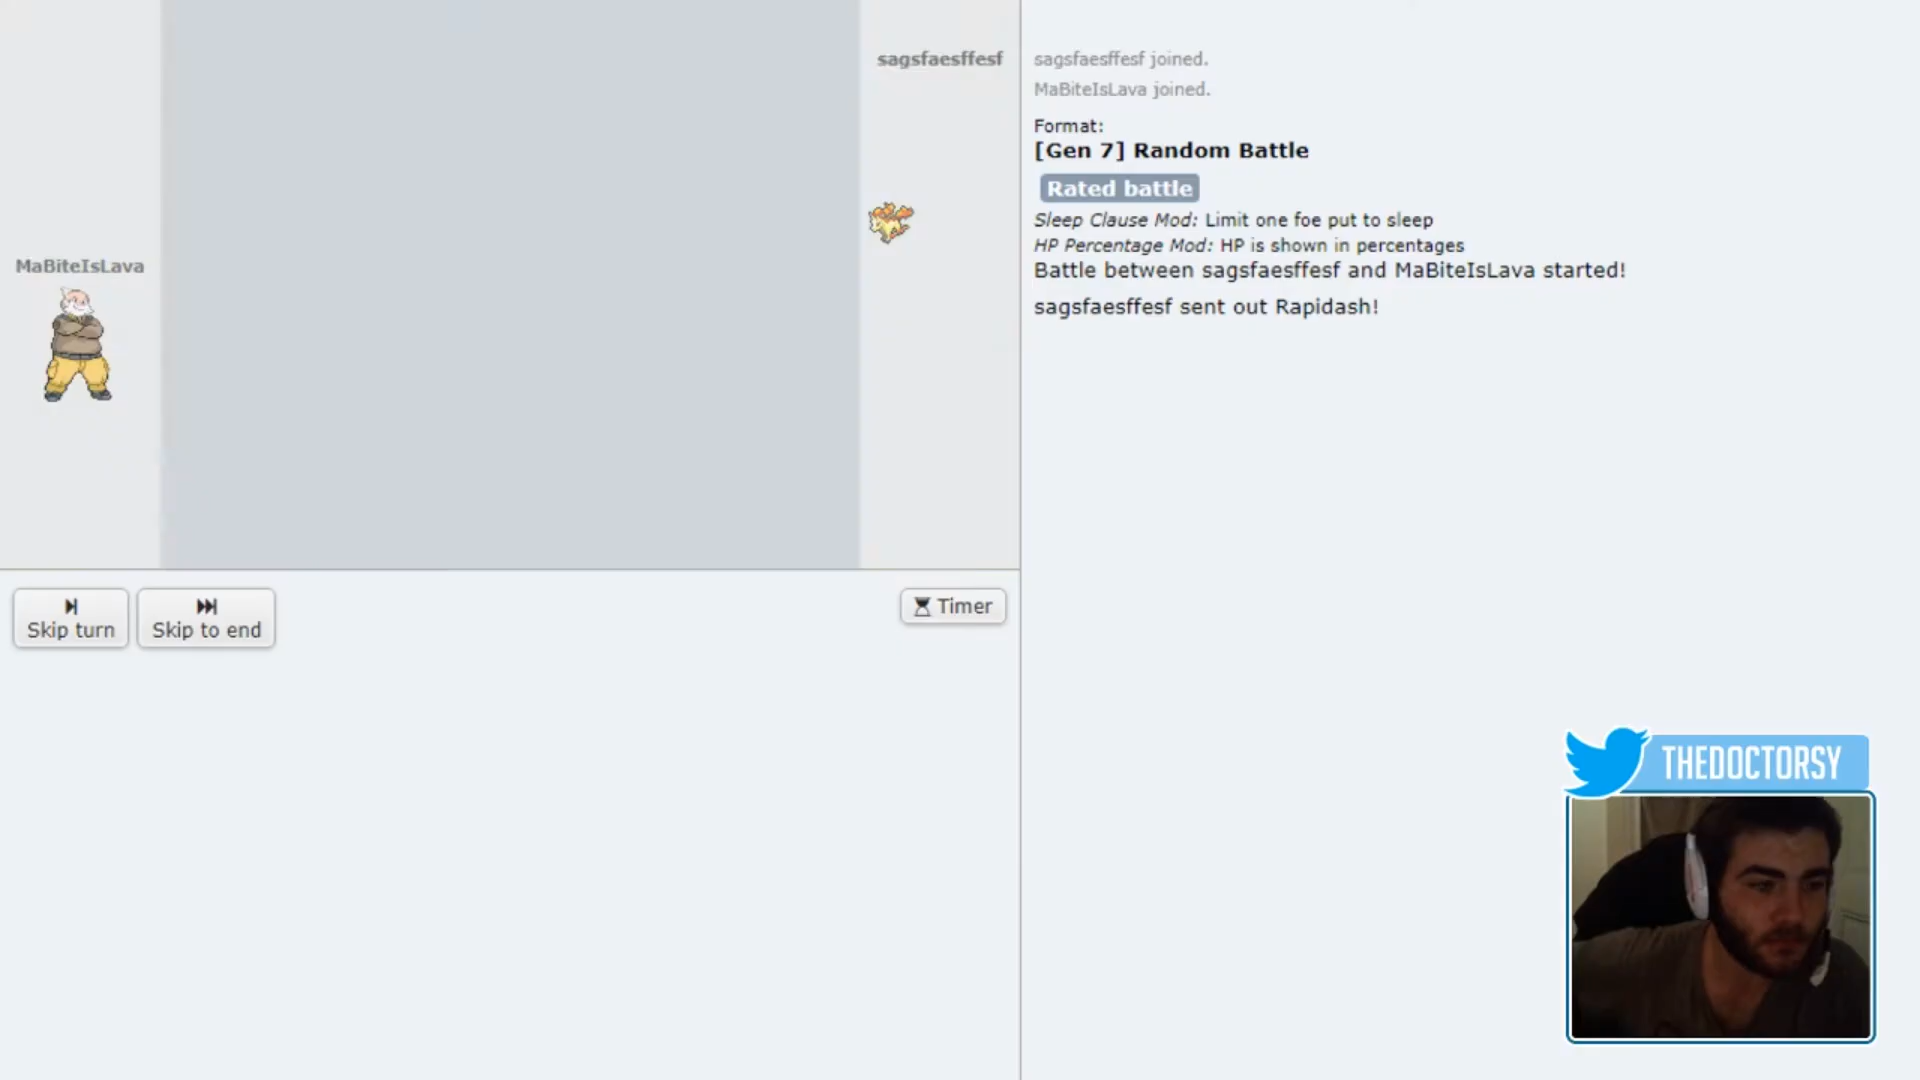 sagsfaesffesf
MaBiteIsLava
Skip turn
Skip to end
Timer
sagsfaesffesf joined.
MaBiteIsLava joined.
Format:
[Gen 7] Random Battle
Rated battle
Sleep Clause Mod: Limit one foe put to sleep
HP Percentage Mod: HP is shown in percentages
Battle between sagsfaesffesf and MaBiteIsLava started!
sagsfaesffesf sent out Rapidash!
THEDOCTORSY